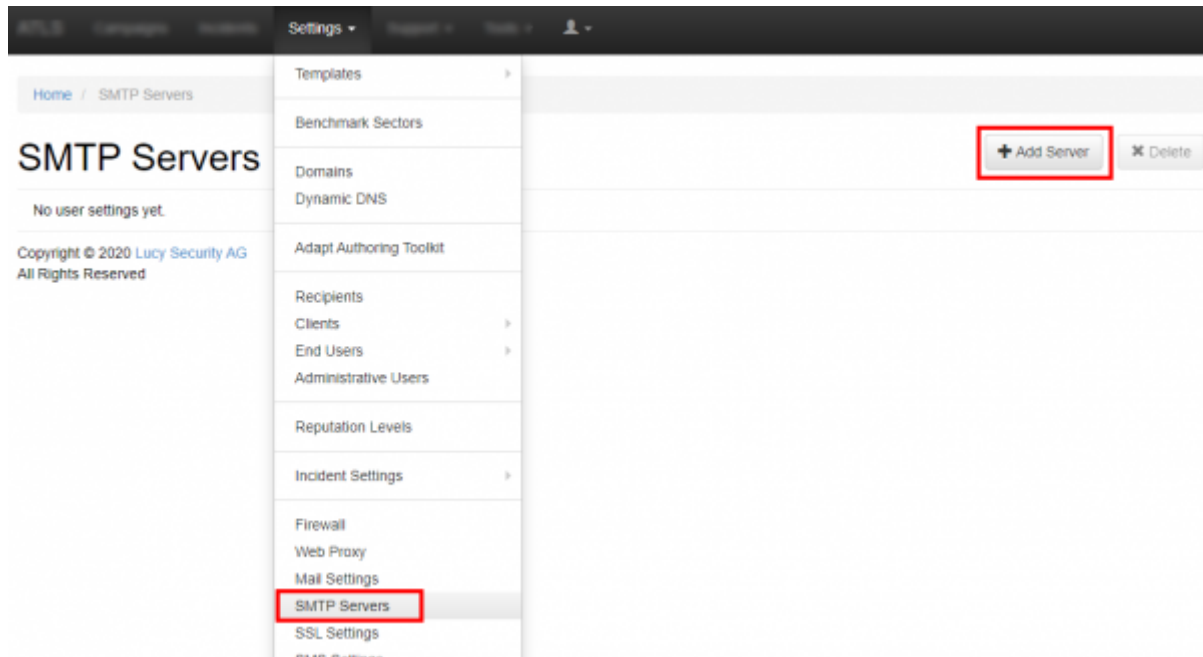 Settings
Home / SMTP Servers
SMTP Servers
Add Server
Delete
No user settings yet.
Copyright © 2020 Lucy Security AG
All Rights Reserved
Templates
Benchmark Sectors
Domains
Dynamic DNS
Adapt Authoring Toolkit
Recipients
Clients
End Users
Administrative Users
Reputation Levels
Incident Settings
Firewall
Web Proxy
Mail Settings
SMTP Servers
SSL Settings